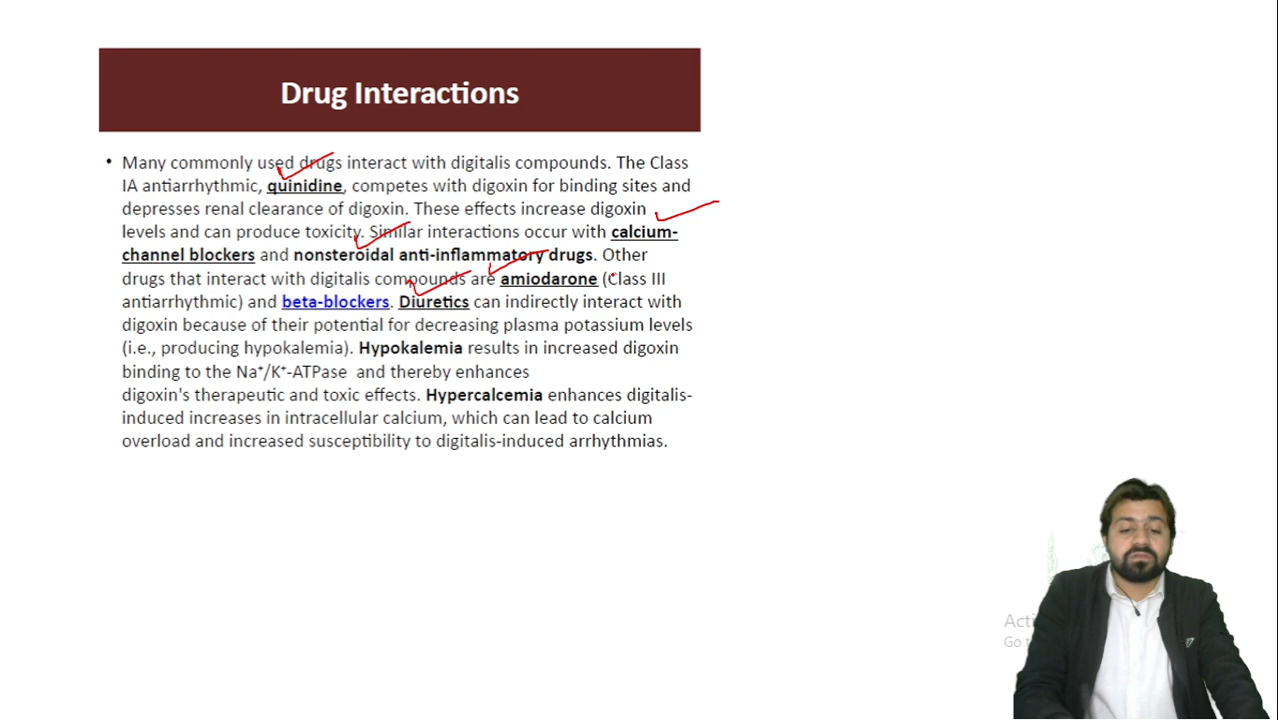 Drug Interactions
• Many commonly used drugs interact with digitalis compounds. The Class
IA antiarrhythmic, quinidine, competes with digoxin for binding sites and
depresses renal clearance of digoxin. These effects increase digoxin
levels and can produce toxicity. Similar interactions occur with calcium-
channel blockers and nonsteroidal anti-inflammatory drugs. Other
drugs that interact with digitalis compounds are amiodarone (Class III
antiarrhythmic) and beta-blockers. Diuretics can indirectly interact with
digoxin because of their potential for decreasing plasma potassium levels
(i.e., producing hypokalemia). Hypokalemia results in increased digoxin
binding to the Na⁺/K⁺-ATPase and thereby enhances
digoxin's therapeutic and toxic effects. Hypercalcemia enhances digitalis-
induced increases in intracellular calcium, which can lead to calcium
overload and increased susceptibility to digitalis-induced arrhythmias.
Acti
Go t